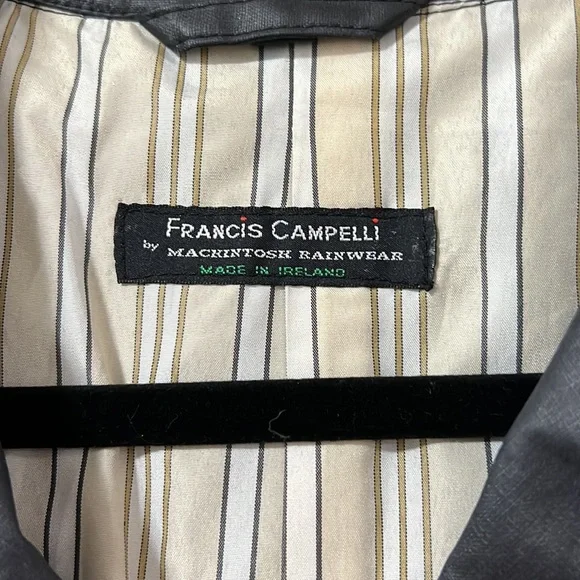 FRANCIS CAMPELLI
by MACKINTOSH RAINWEAR
MADE IN IRELAND